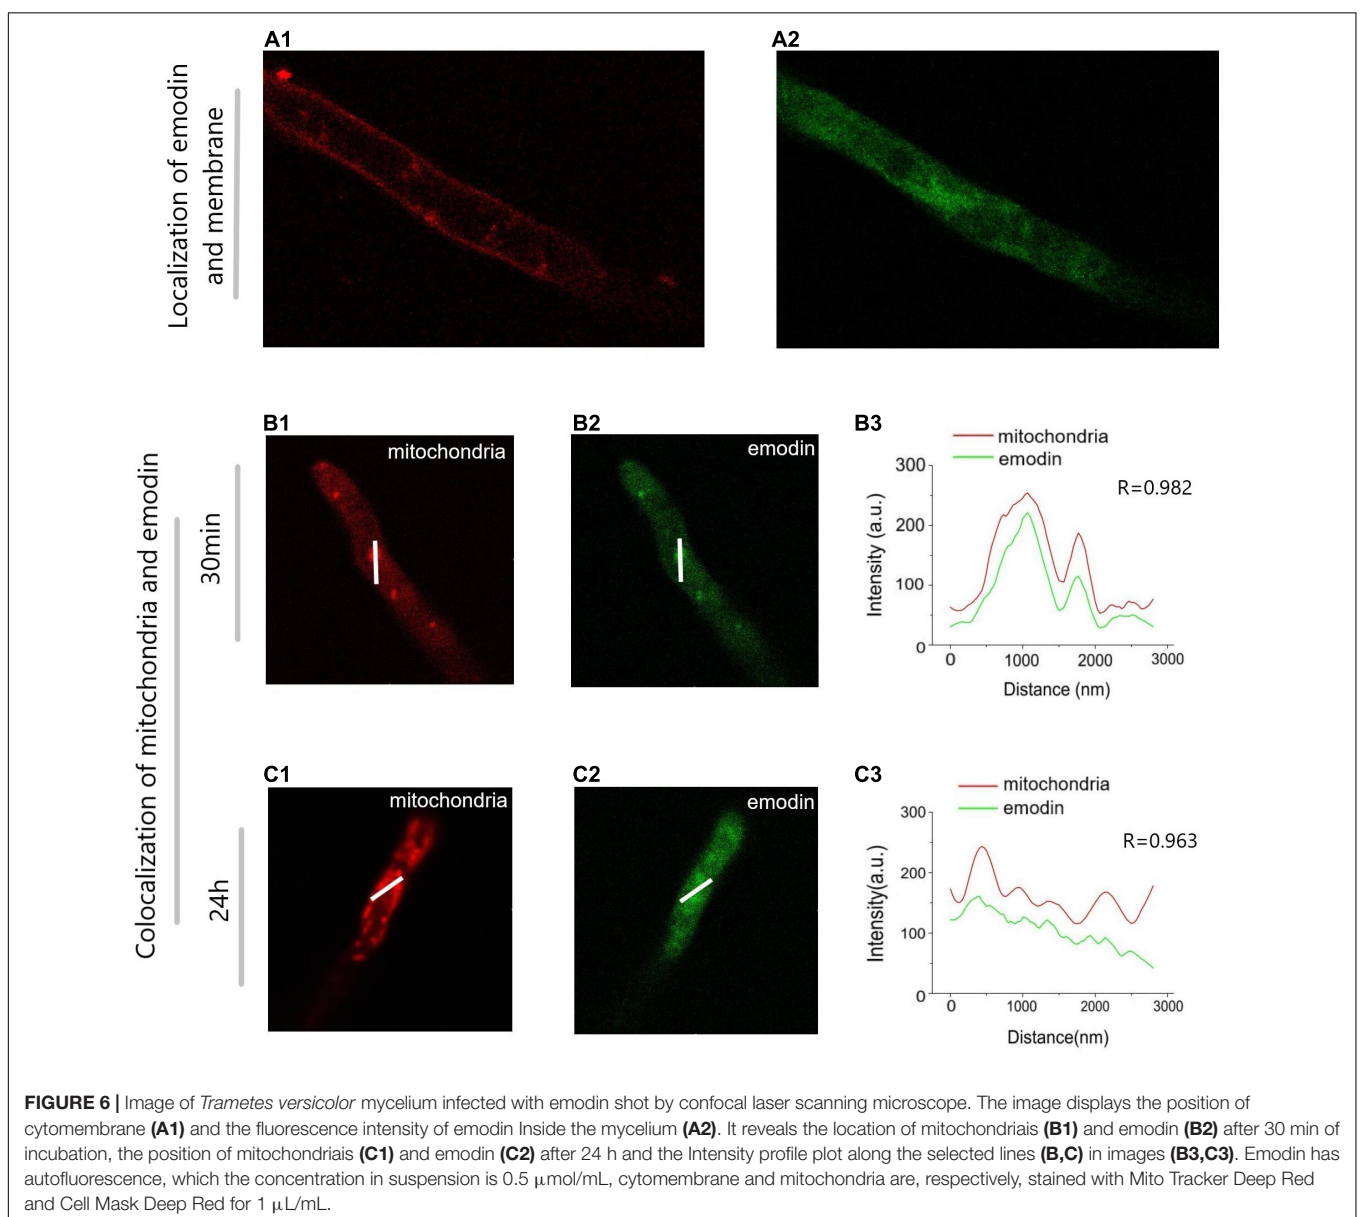 A1
A2
Localization of emodin
and membrane
B1
mitochondria
B2
emodin
B3
mitochondria
emodin
R=0.982
300
200
100
0
Intensity (a.u.)
0 1000 2000 3000
Distance (nm)
Colocalization of mitochondria and emodin
30min
C1
mitochondria
C2
emodin
C3
mitochondria
emodin
R=0.963
300
200
100
0
Intensity(a.u.)
0 1000 2000 3000
Distance(nm)
24h
FIGURE 6 | Image of Trametes versicolor mycelium infected with emodin shot by confocal laser scanning microscope. The image displays the position of
cytomembrane (A1) and the fluorescence intensity of emodin Inside the mycelium (A2). It reveals the location of mitochondriais (B1) and emodin (B2) after 30 min of
incubation, the position of mitochondriais (C1) and emodin (C2) after 24 h and the Intensity profile plot along the selected lines (B,C) in images (B3,C3). Emodin has
autofluorescence, which the concentration in suspension is 0.5 μmol/mL, cytomembrane and mitochondria are, respectively, stained with Mito Tracker Deep Red
and Cell Mask Deep Red for 1 μL/mL.